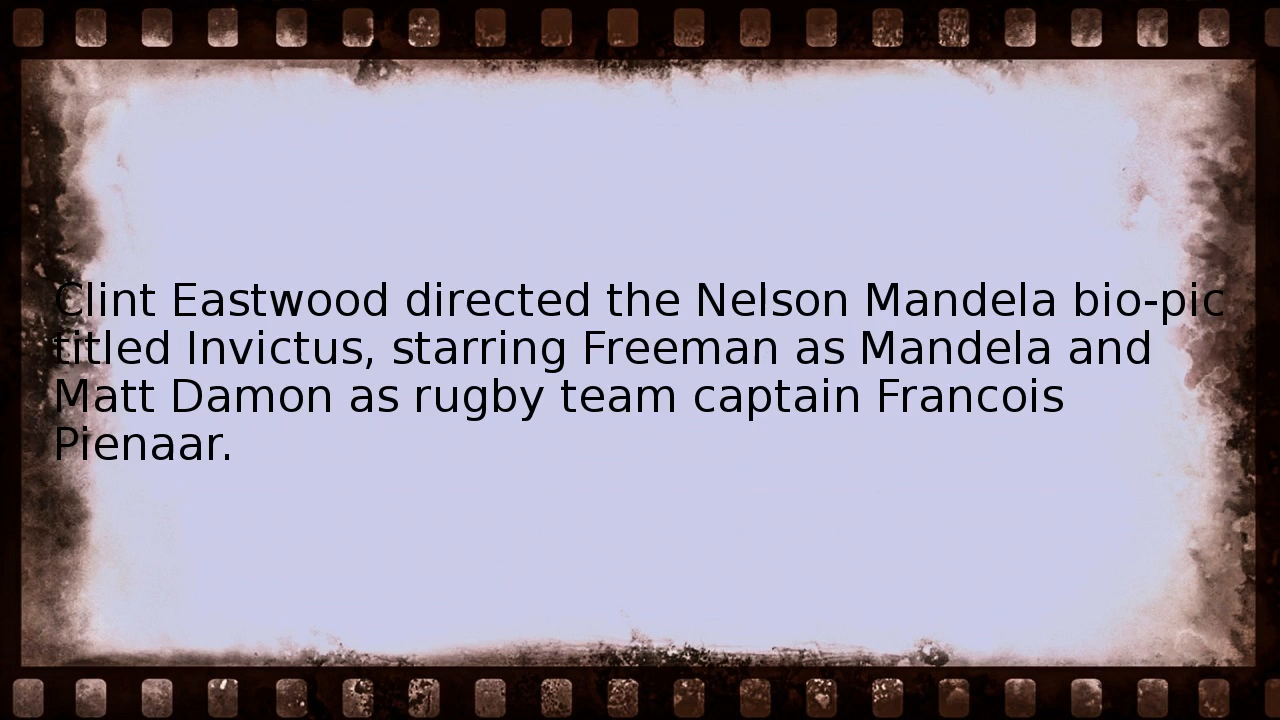 Clint Eastwood directed the Nelson Mandela bio-pic
titled Invictus, starring Freeman as Mandela and
Matt Damon as rugby team captain Francois
Pienaar.